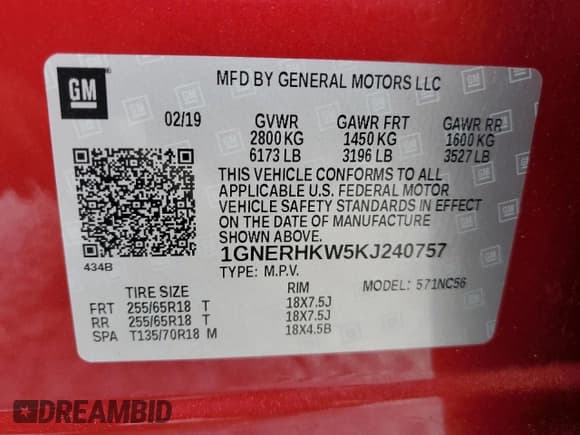 GM
MFD BY GENERAL MOTORS LLC
02/19 GVWR GAWR FRT GAWR RR
2800 KG 1450 KG 1600 KG
6173 LB 3196 LB 3527 LB
THIS VEHICLE CONFORMS TO ALL
APPLICABLE U.S. FEDERAL MOTOR
VEHICLE SAFETY STANDARDS IN EFFECT
ON THE DATE OF MANUFACTURE
SHOWN ABOVE.
434B
1GNERHKW5KJ240757
TYPE: M.P.V. MODEL: 571NC56
TIRE SIZE RIM
FRT 255/65R18 T 18X7.5J
RR 255/65R18 T 18X7.5J
SPA T135/70R18 M 18X4.5B
DREAMBID